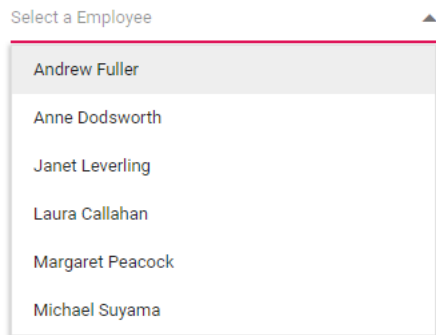 Select a Employee
Andrew Fuller
Anne Dodsworth
Janet Leverling
Laura Callahan
Margaret Peacock
Michael Suyama